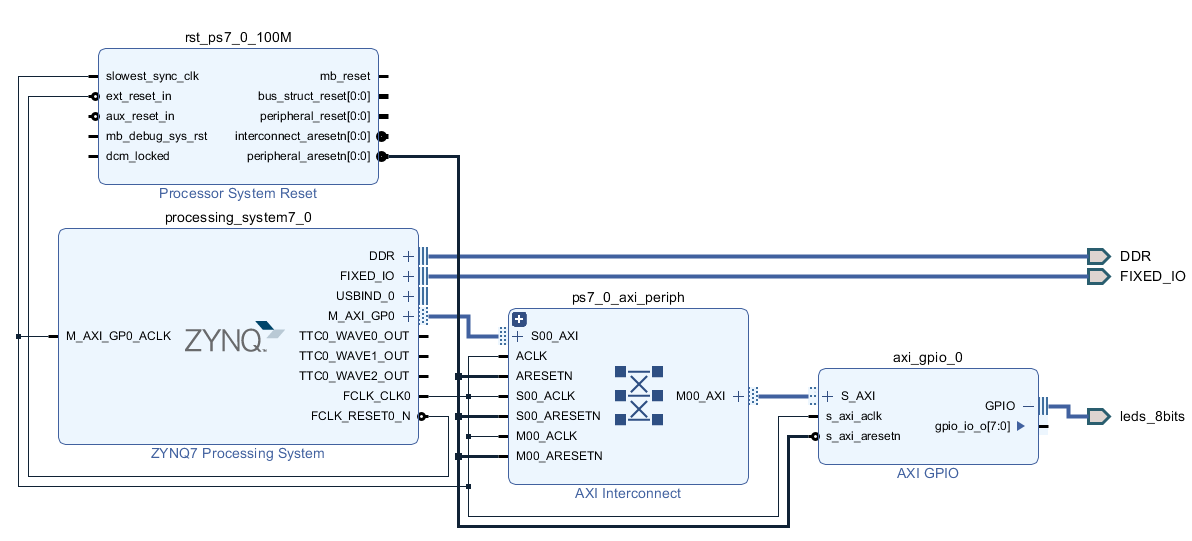 rst_ps7_0_100M
slowest_sync_clk
ext_reset_in
aux_reset_in
mb_debug_sys_rst
dcm_locked
mb_reset
bus_struct_reset[0:0]
peripheral_reset[0:0]
interconnect_aresetn[0:0]
peripheral_aresetn[0:0]
Processor System Reset
processing_system7_0
M_AXI_GP0_ACLK
ZYNQ
DDR
FIXED_IO
USBIND_0
M_AXI_GP0
TTC0_WAVE0_OUT
TTC0_WAVE1_OUT
TTC0_WAVE2_OUT
FCLK_CLK0
FCLK_RESET0_N
ZYNQ7 Processing System
ps7_0_axi_periph
S00_AXI
ACLK
ARESETN
S00_ACLK
S00_ARESETN
M00_ACLK
M00_ARESETN
M00_AXI
AXI Interconnect
axi_gpio_0
S_AXI
s_axi_aclk
s_axi_aresetn
GPIO
gpio_io_o[7:0]
AXI GPIO
DDR
FIXED_IO
leds_8bits